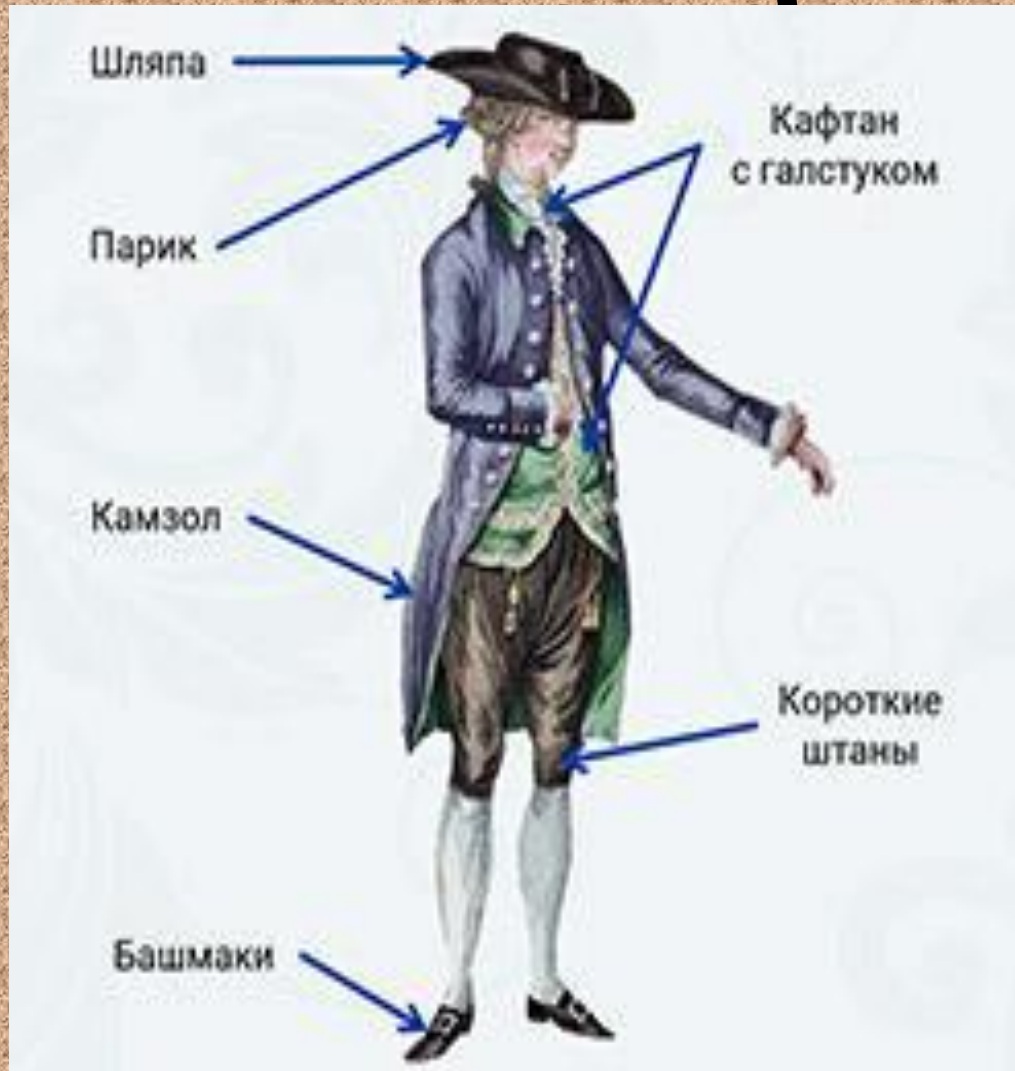 Шляпа
Кафтан
с галстуком
Парик
Камзол
Короткие
штаны
Башмаки